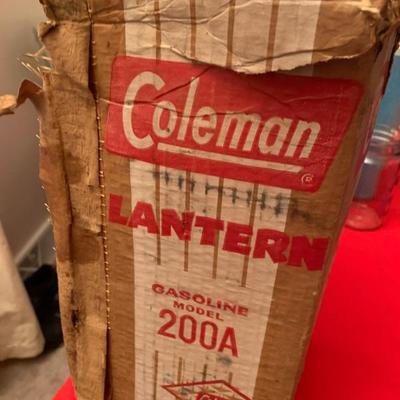 Coleman
®
LANTERN
GASOLINE
MODEL
200A